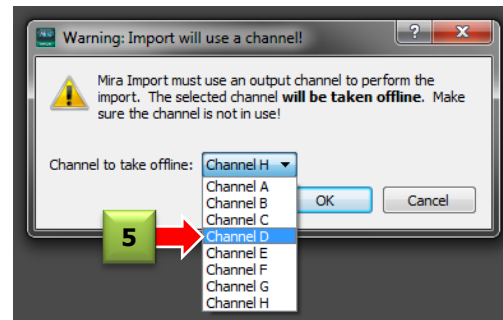 Warning: Import will use a channel!
?
X
Mira Import must use an output channel to perform the
import. The selected channel will be taken offline. Make
sure the channel is not in use!
Channel to take offline: Channel H
Channel A
Channel B
Channel C
Channel D
Channel E
Channel F
Channel G
Channel H
OK
Cancel
5